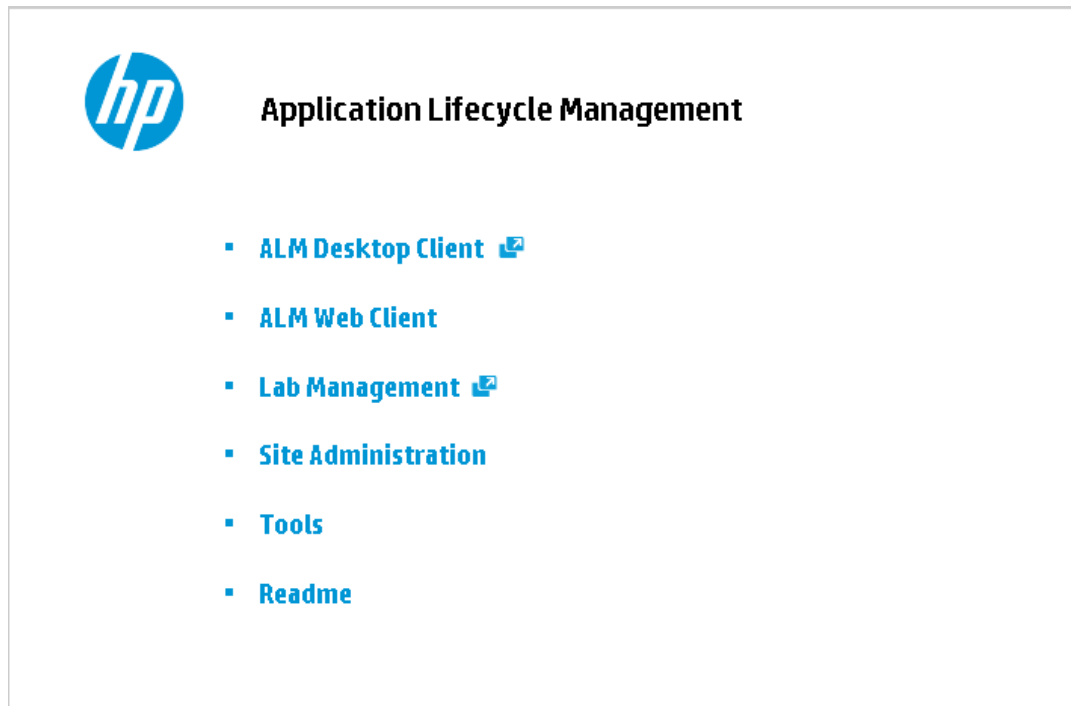 hp
Application Lifecycle Management
ALM Desktop Client
ALM Web Client
Lab Management
Site Administration
Tools
Readme